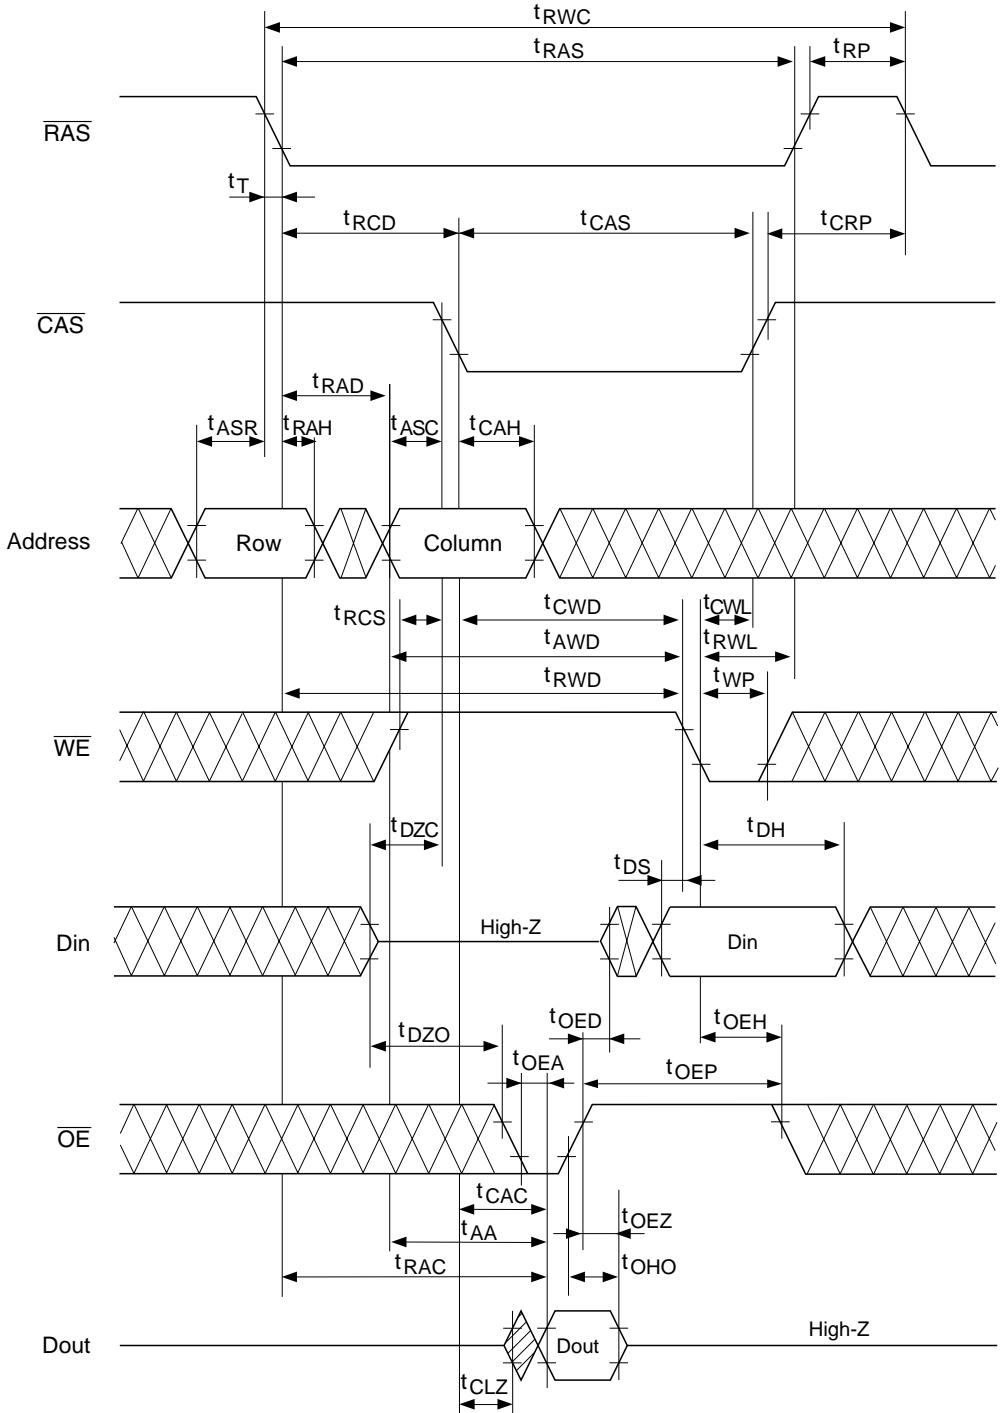 tRWC
tRAS
tRP
RAS
tT
tRCD
tCAS
tCRP
CAS
tRAD
tASR
tRAH
tASC
tCAH
Address
Row
Column
tRCS
tCWD
tCWL
tAWD
tRWL
tRWD
tWP
WE
tDZC
tDH
tDS
Din
High-Z
Din
tDZO
tOED
tOEH
tOEA
tOEP
OE
tCAC
tAA
tOEZ
tRAC
tOHO
Dout
Dout
High-Z
tCLZ